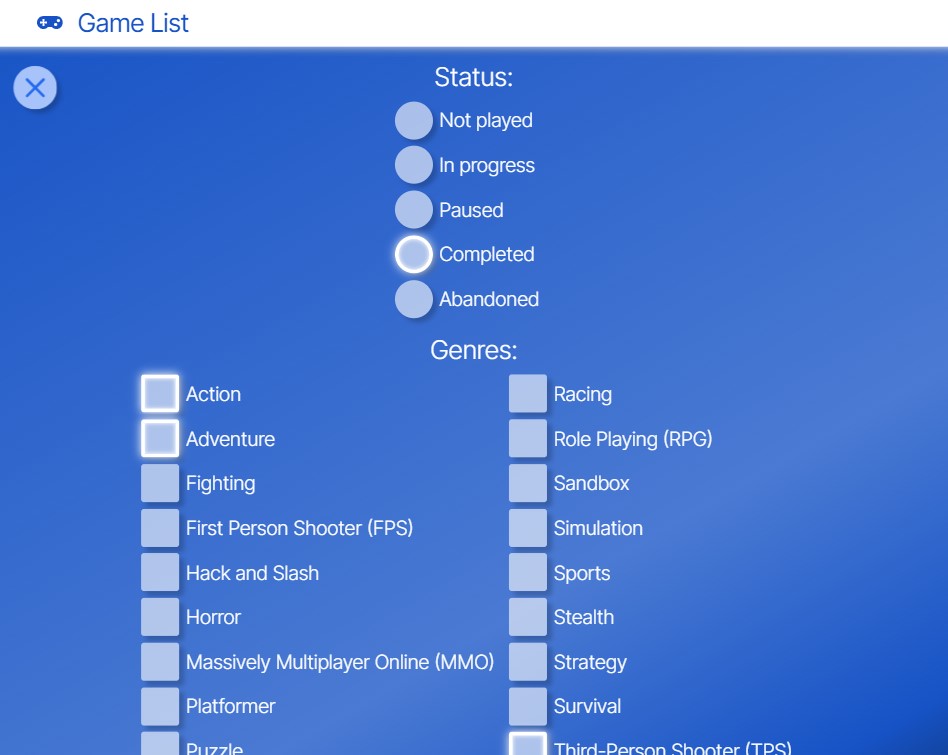 Game List
Status:
Not played
In progress
Paused
Completed
Abandoned
Genres:
Action
Adventure
Fighting
First Person Shooter (FPS)
Hack and Slash
Horror
Massively Multiplayer Online (MMO)
Platformer
Puzzle
Racing
Role Playing (RPG)
Sandbox
Simulation
Sports
Stealth
Strategy
Survival
Third-Person Shooter (TPS)